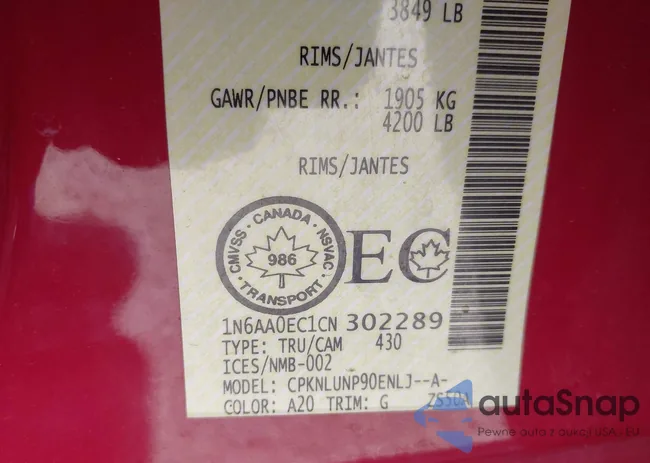 3849 LB
RIMS/JANTES
GAWR/PNBE RR.: 1905 KG
4200 LB
RIMS/JANTES
CMVSS · CANADA · NSVAC · TRANSPORT
986
EC
1N6AA0EC1CN 302289
TYPE: TRU/CAM 430
ICES/NMB-002
MODEL: CPKNLUNP90ENLJ--A-
COLOR: A20 TRIM: G
autaSnap
Pewne auta z aukcji USA - EU